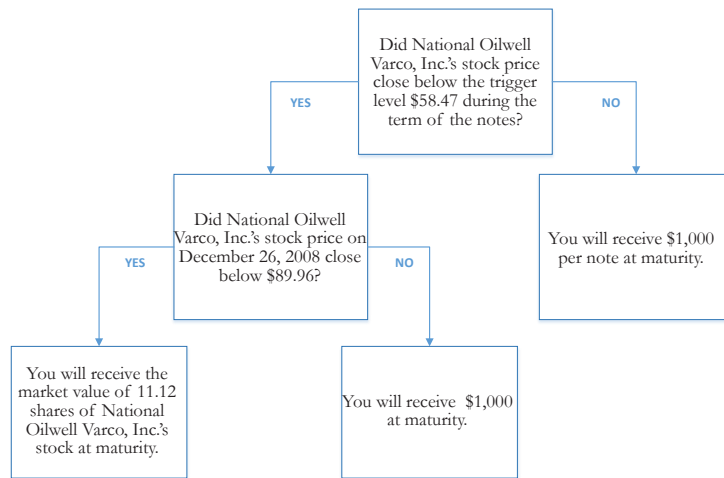 Did National Oilwell
Varco, Inc.'s stock price
close below the trigger
level $58.47 during the
term of the notes?
YES
NO
Did National Oilwell
Varco, Inc.'s stock price on
December 26, 2008 close
below $89.96?
You will receive $1,000
per note at maturity.
YES
NO
You will receive the
market value of 11.12
shares of National
Oilwell Varco, Inc.'s
stock at maturity.
You will receive $1,000
at maturity.